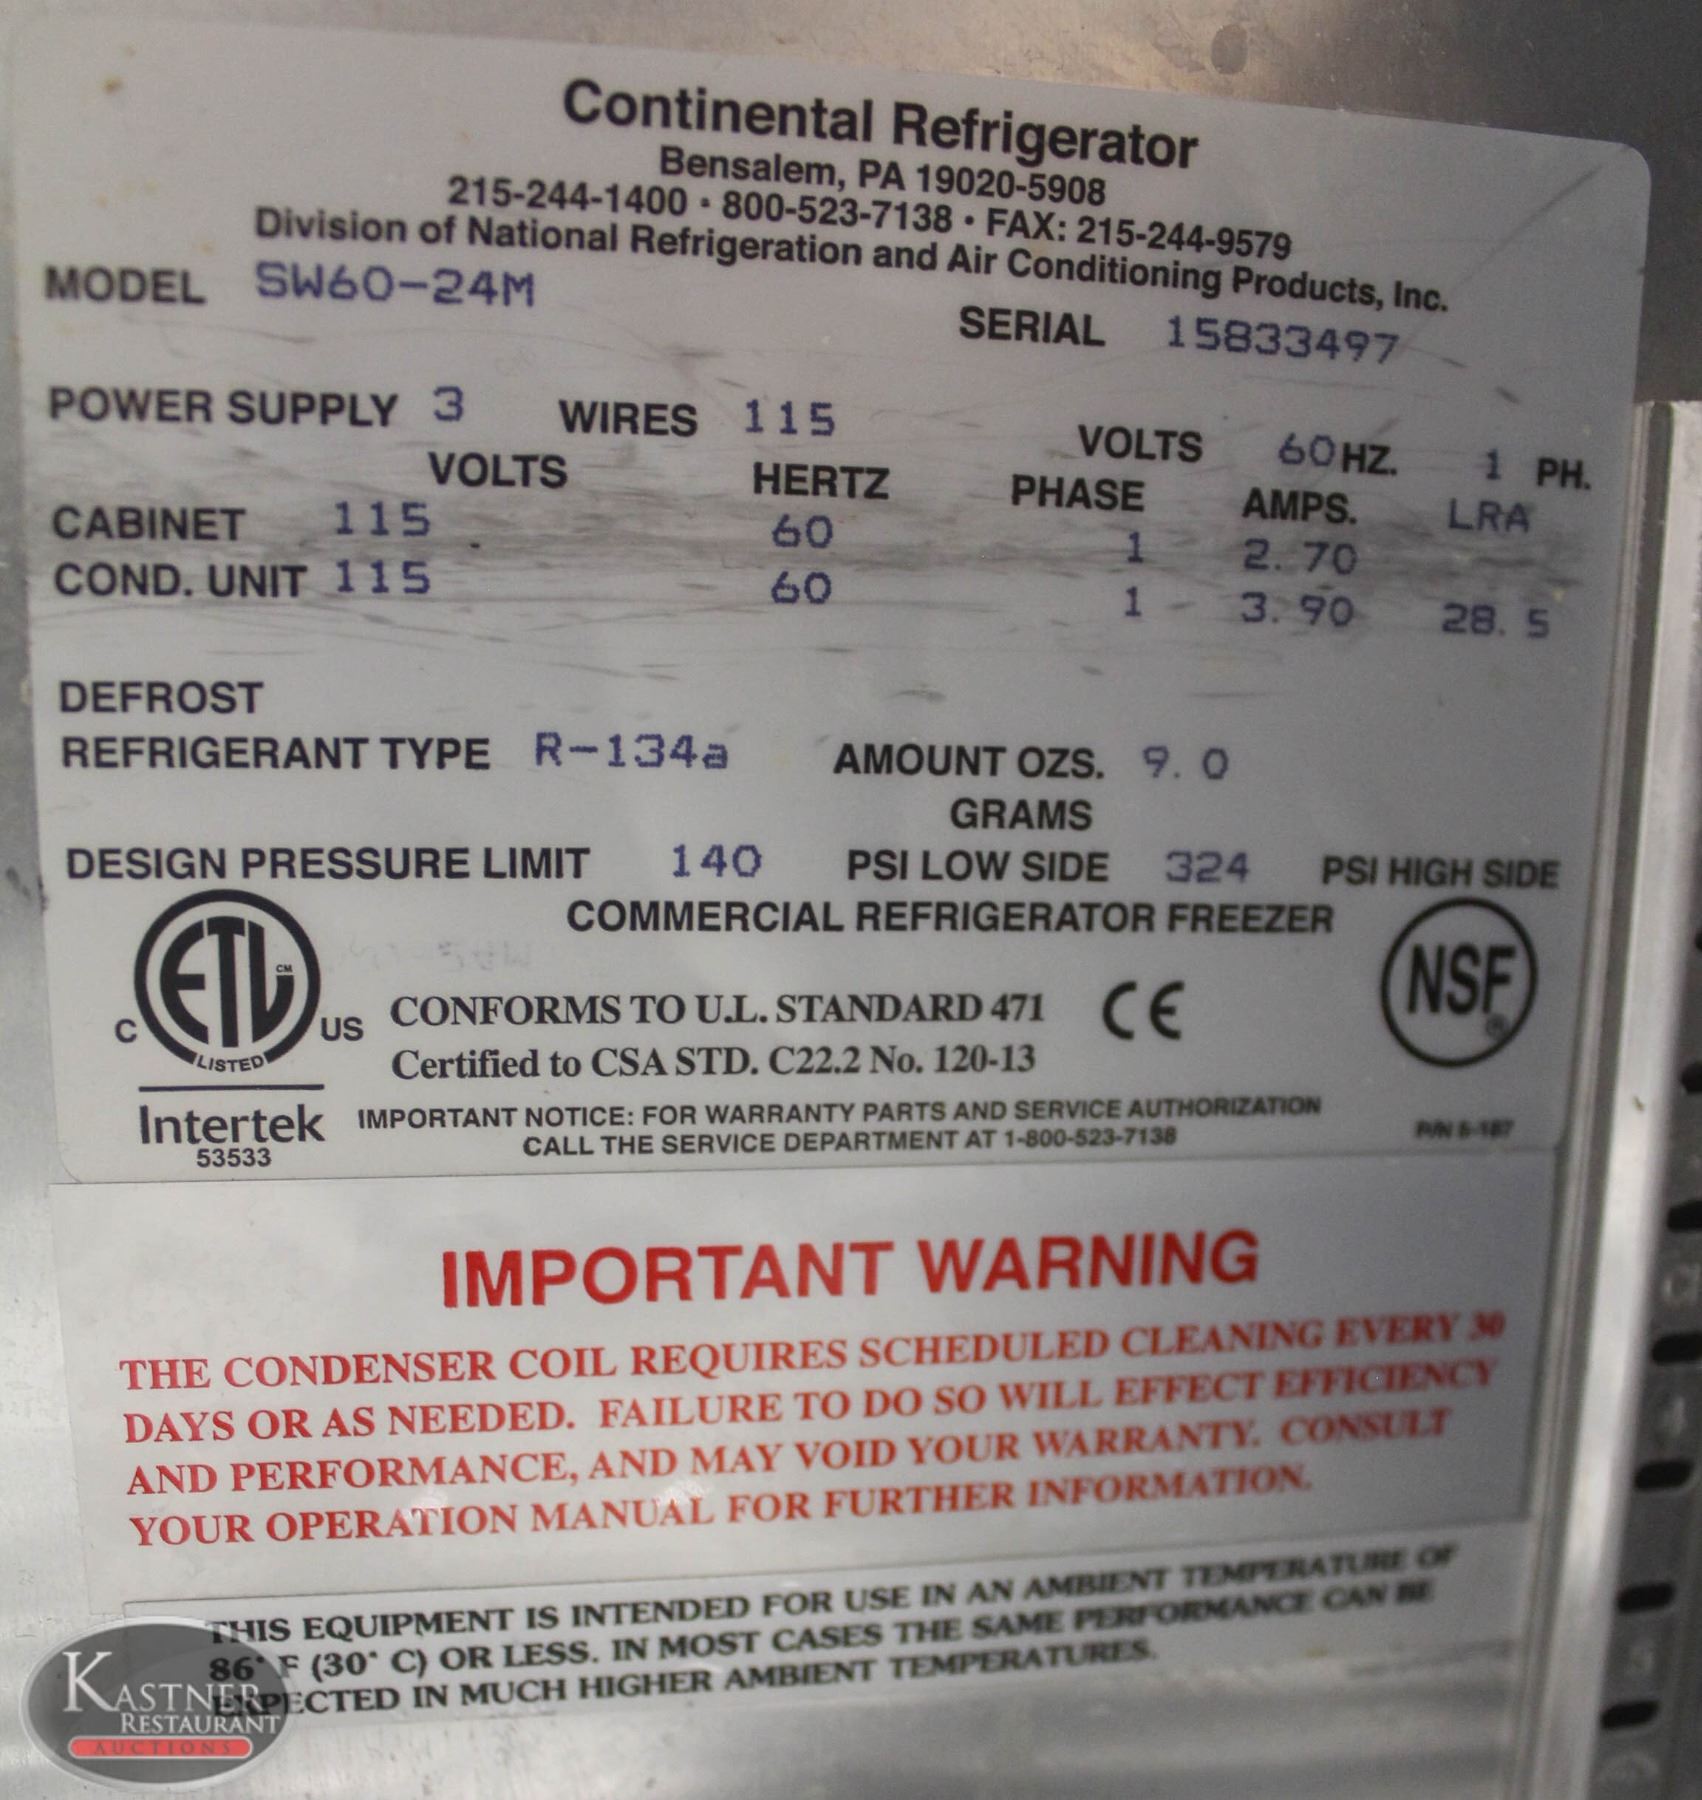 Continental Refrigerator
Bensalem, PA 19020-5908
215-244-1400 • 800-523-7138 • FAX: 215-244-9579
Division of National Refrigeration and Air Conditioning Products, Inc.
MODEL SW60-24M
SERIAL 15833497
POWER SUPPLY 3 WIRES 115 VOLTS 60 HZ. 1 PH.
VOLTS HERTZ PHASE AMPS. LRA
CABINET 115 60 1 2.70
COND. UNIT 115 60 1 3.90 28.5
DEFROST
REFRIGERANT TYPE R-134a AMOUNT OZS. 9.0
GRAMS
DESIGN PRESSURE LIMIT 140 PSI LOW SIDE 324 PSI HIGH SIDE
COMMERCIAL REFRIGERATOR FREEZER
ETL CM
C US
LISTED
Intertek
53533
CONFORMS TO U.L. STANDARD 471 CE
Certified to CSA STD. C22.2 No. 120-13
NSF®
IMPORTANT NOTICE: FOR WARRANTY PARTS AND SERVICE AUTHORIZATION
CALL THE SERVICE DEPARTMENT AT 1-800-523-7138
P/N 5-187
IMPORTANT WARNING
THE CONDENSER COIL REQUIRES SCHEDULED CLEANING EVERY 30
DAYS OR AS NEEDED. FAILURE TO DO SO WILL EFFECT EFFICIENCY
AND PERFORMANCE, AND MAY VOID YOUR WARRANTY. CONSULT
YOUR OPERATION MANUAL FOR FURTHER INFORMATION.
THIS EQUIPMENT IS INTENDED FOR USE IN AN AMBIENT TEMPERATURE OF
86° F (30° C) OR LESS. IN MOST CASES THE SAME PERFORMANCE CAN BE
EXPECTED IN MUCH HIGHER AMBIENT TEMPERATURES.
KASTNER
RESTAURANT
AUCTIONS